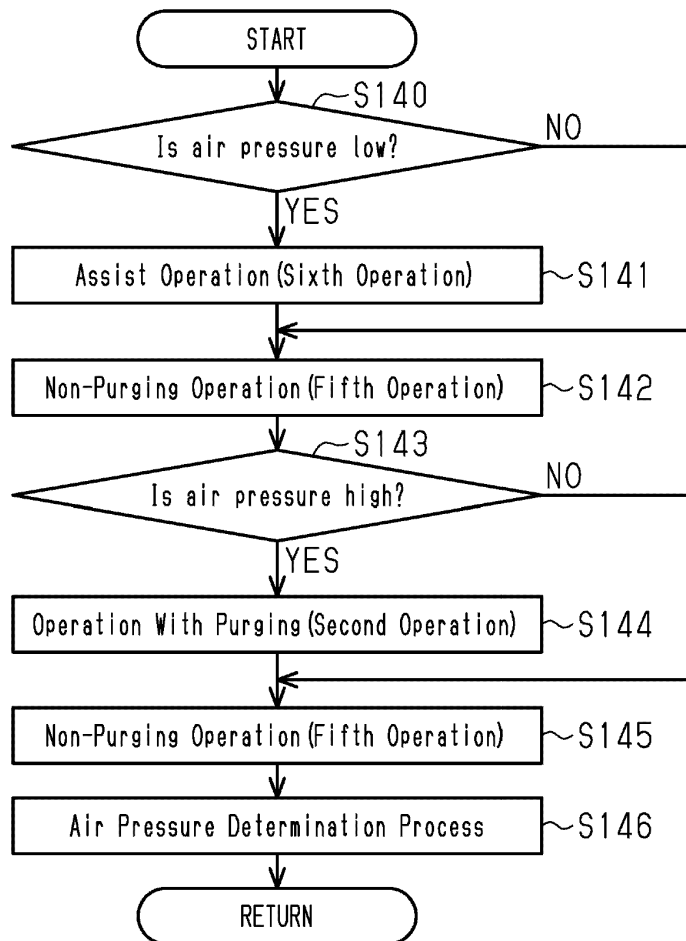 START
S140
Is air pressure low?
NO
YES
Assist Operation(Sixth Operation)
S141
Non-Purging Operation(Fifth Operation)
S142
S143
Is air pressure high?
NO
YES
Operation With Purging(Second Operation)
S144
Non-Purging Operation(Fifth Operation)
S145
Air Pressure Determination Process
S146
RETURN